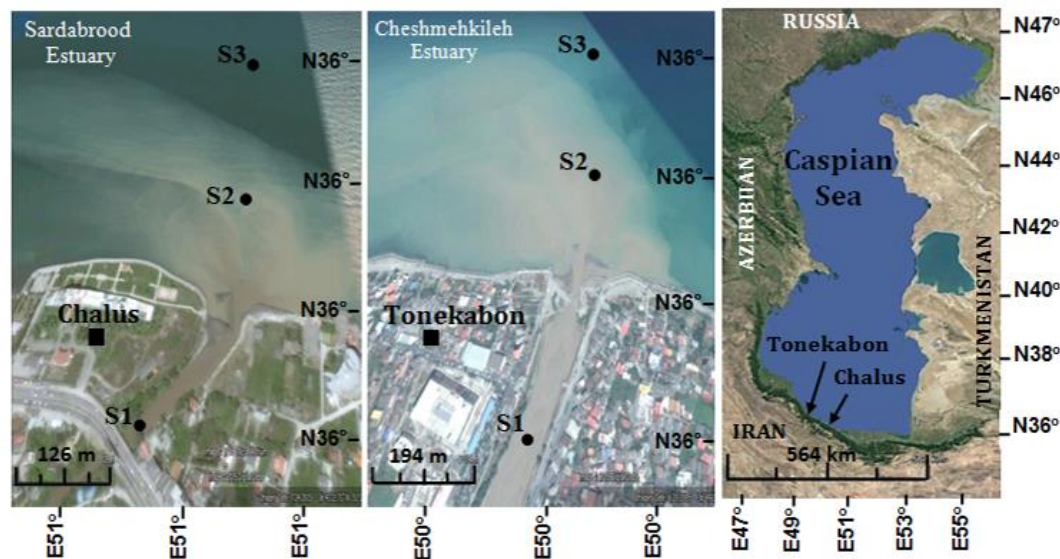 Sardabrood
Estuary
S3
N36°
S2
N36°
N36°
Chalus
S1
N36°
126 m
E51°
E51°
E51°
Cheshmehkileh
Estuary
S3
N36°
S2
N36°
N36°
Tonekabon
S1
N36°
194 m
E50°
E50°
E50°
RUSSIA
N47°
N46°
Caspian
Sea
N44°
AZERBIJAN
N42°
TURKMENISTAN
N40°
Tonekabon
N38°
Chalus
IRAN
N36°
564 km
E47°
E49°
E51°
E53°
E55°